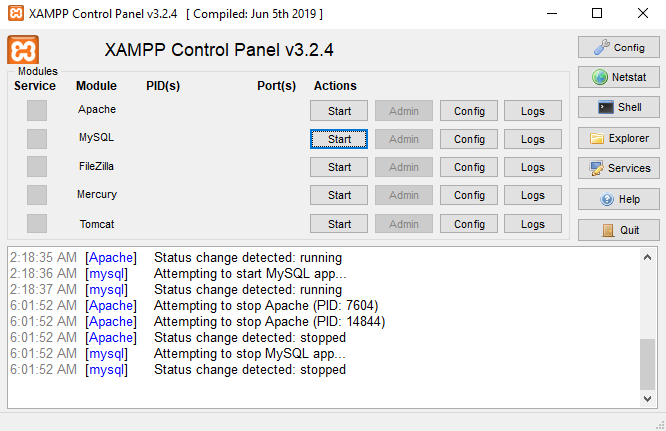 XAMPP Control Panel v3.2.4 [ Compiled: Jun 5th 2019 ]
XAMPP Control Panel v3.2.4
Config
Modules
Service Module PID(s) Port(s) Actions
Netstat
Apache Start Admin Config Logs
Shell
MySQL Start Admin Config Logs
Explorer
FileZilla Start Admin Config Logs
Services
Mercury Start Admin Config Logs
Help
Tomcat Start Admin Config Logs
Quit
2:18:35 AM [Apache] Status change detected: running
2:18:36 AM [mysql] Attempting to start MySQL app...
2:18:37 AM [mysql] Status change detected: running
6:01:52 AM [Apache] Attempting to stop Apache (PID: 7604)
6:01:52 AM [Apache] Attempting to stop Apache (PID: 14844)
6:01:52 AM [Apache] Status change detected: stopped
6:01:52 AM [mysql] Attempting to stop MySQL app...
6:01:52 AM [mysql] Status change detected: stopped